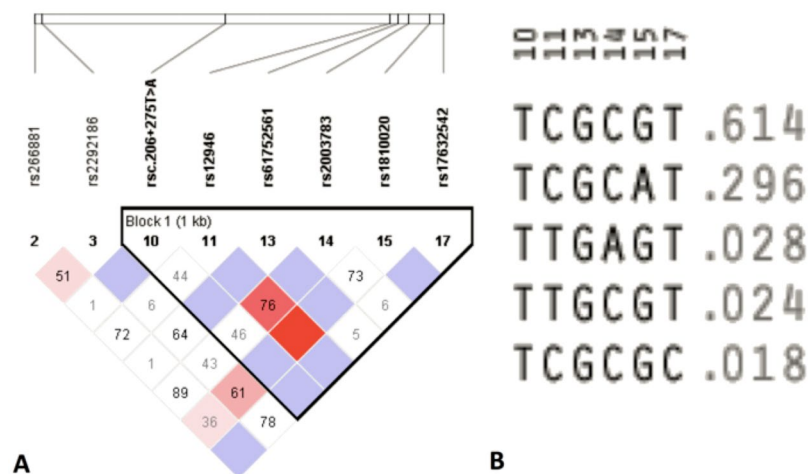 rs266881
rs2292186
rsc.206+275T>A
rs12946
rs61752561
rs2003783
rs1810020
rs17632542
Block 1 (1 kb)
2 3 10 11 13 14 15 17
51 44 73
1 6 76 6
72 64 46 5
1 43
89 61
36 78
A
10 11 13 14 15 17
TCGCGT .614
TCGCAT .296
TTGAGT .028
TTGCGT .024
TCGCGC .018
B